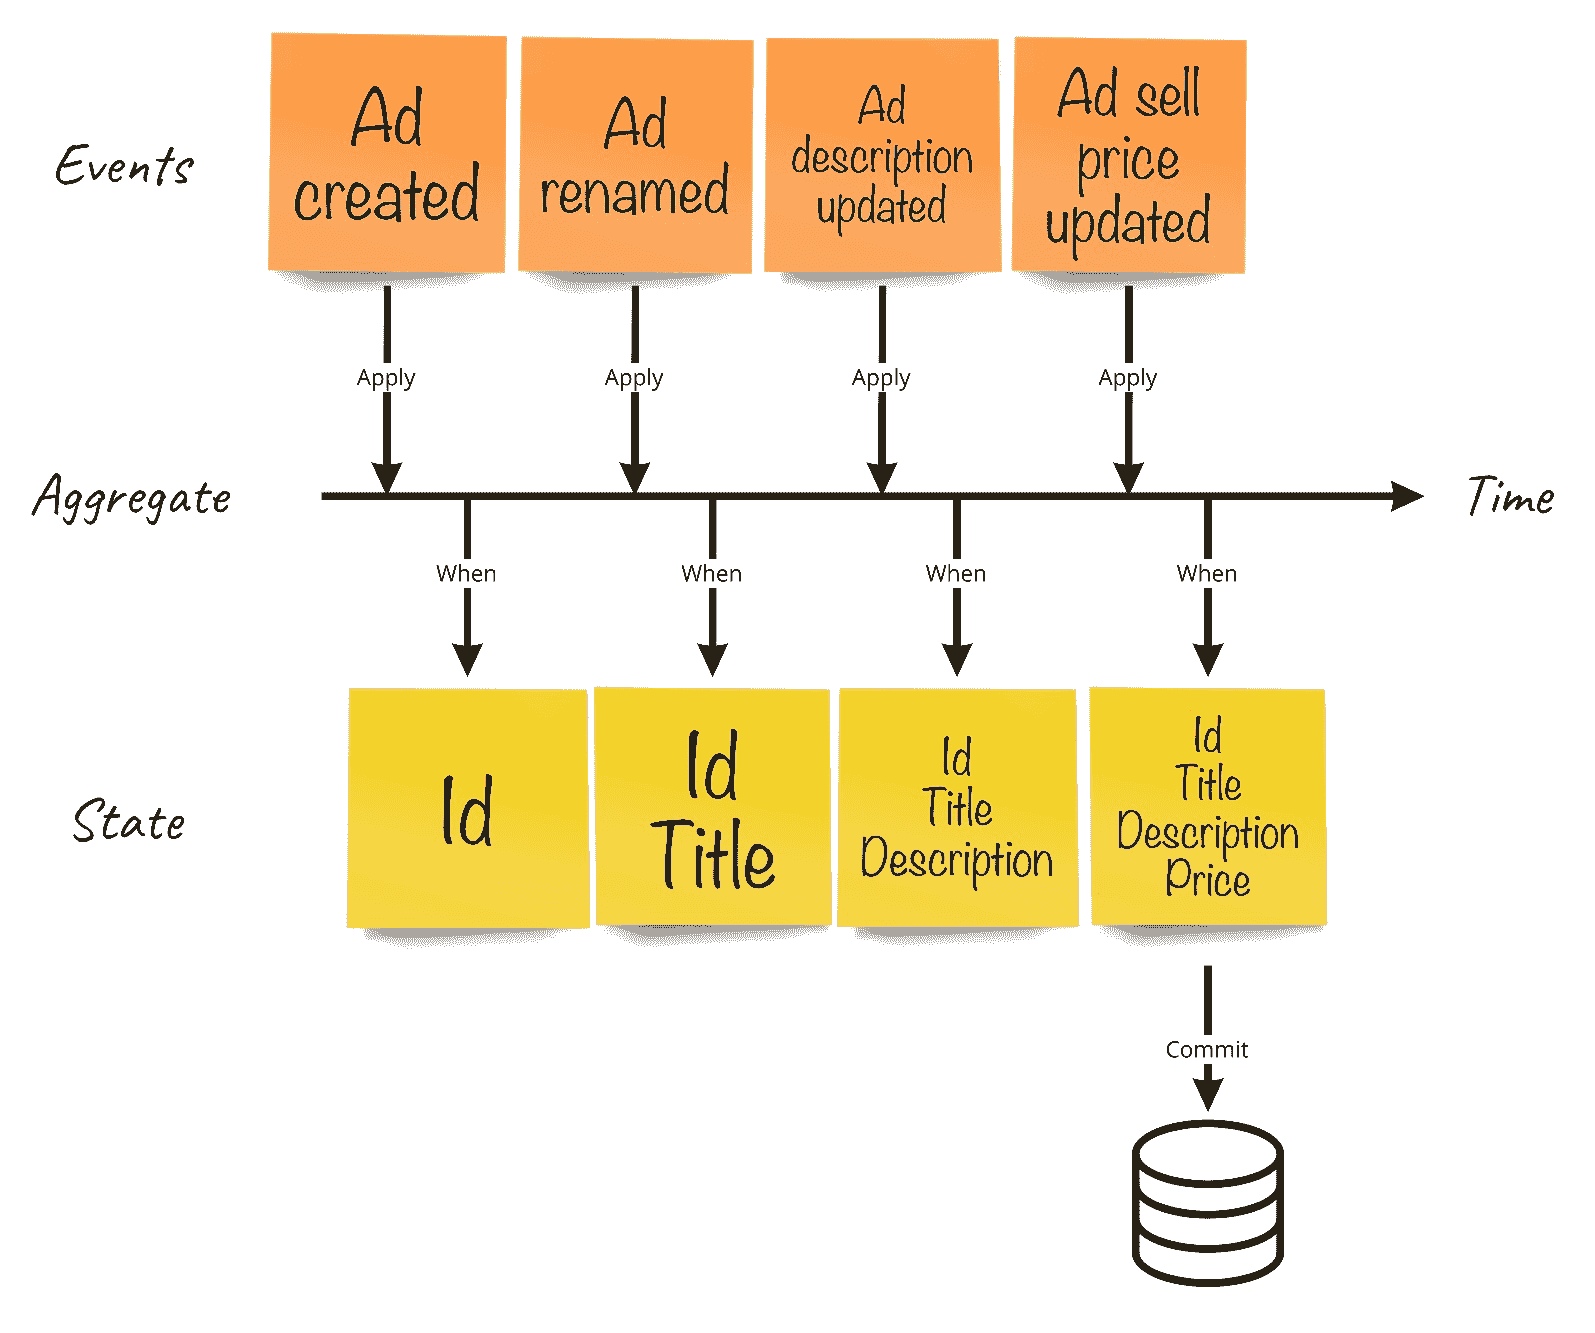 Events
Ad
created
Ad
renamed
Ad
description
updated
Ad sell
price
updated
Apply
Apply
Apply
Apply
Aggregate
Time
When
When
When
When
State
Id
Id
Title
Id
Title
Description
Id
Title
Description
Price
Commit